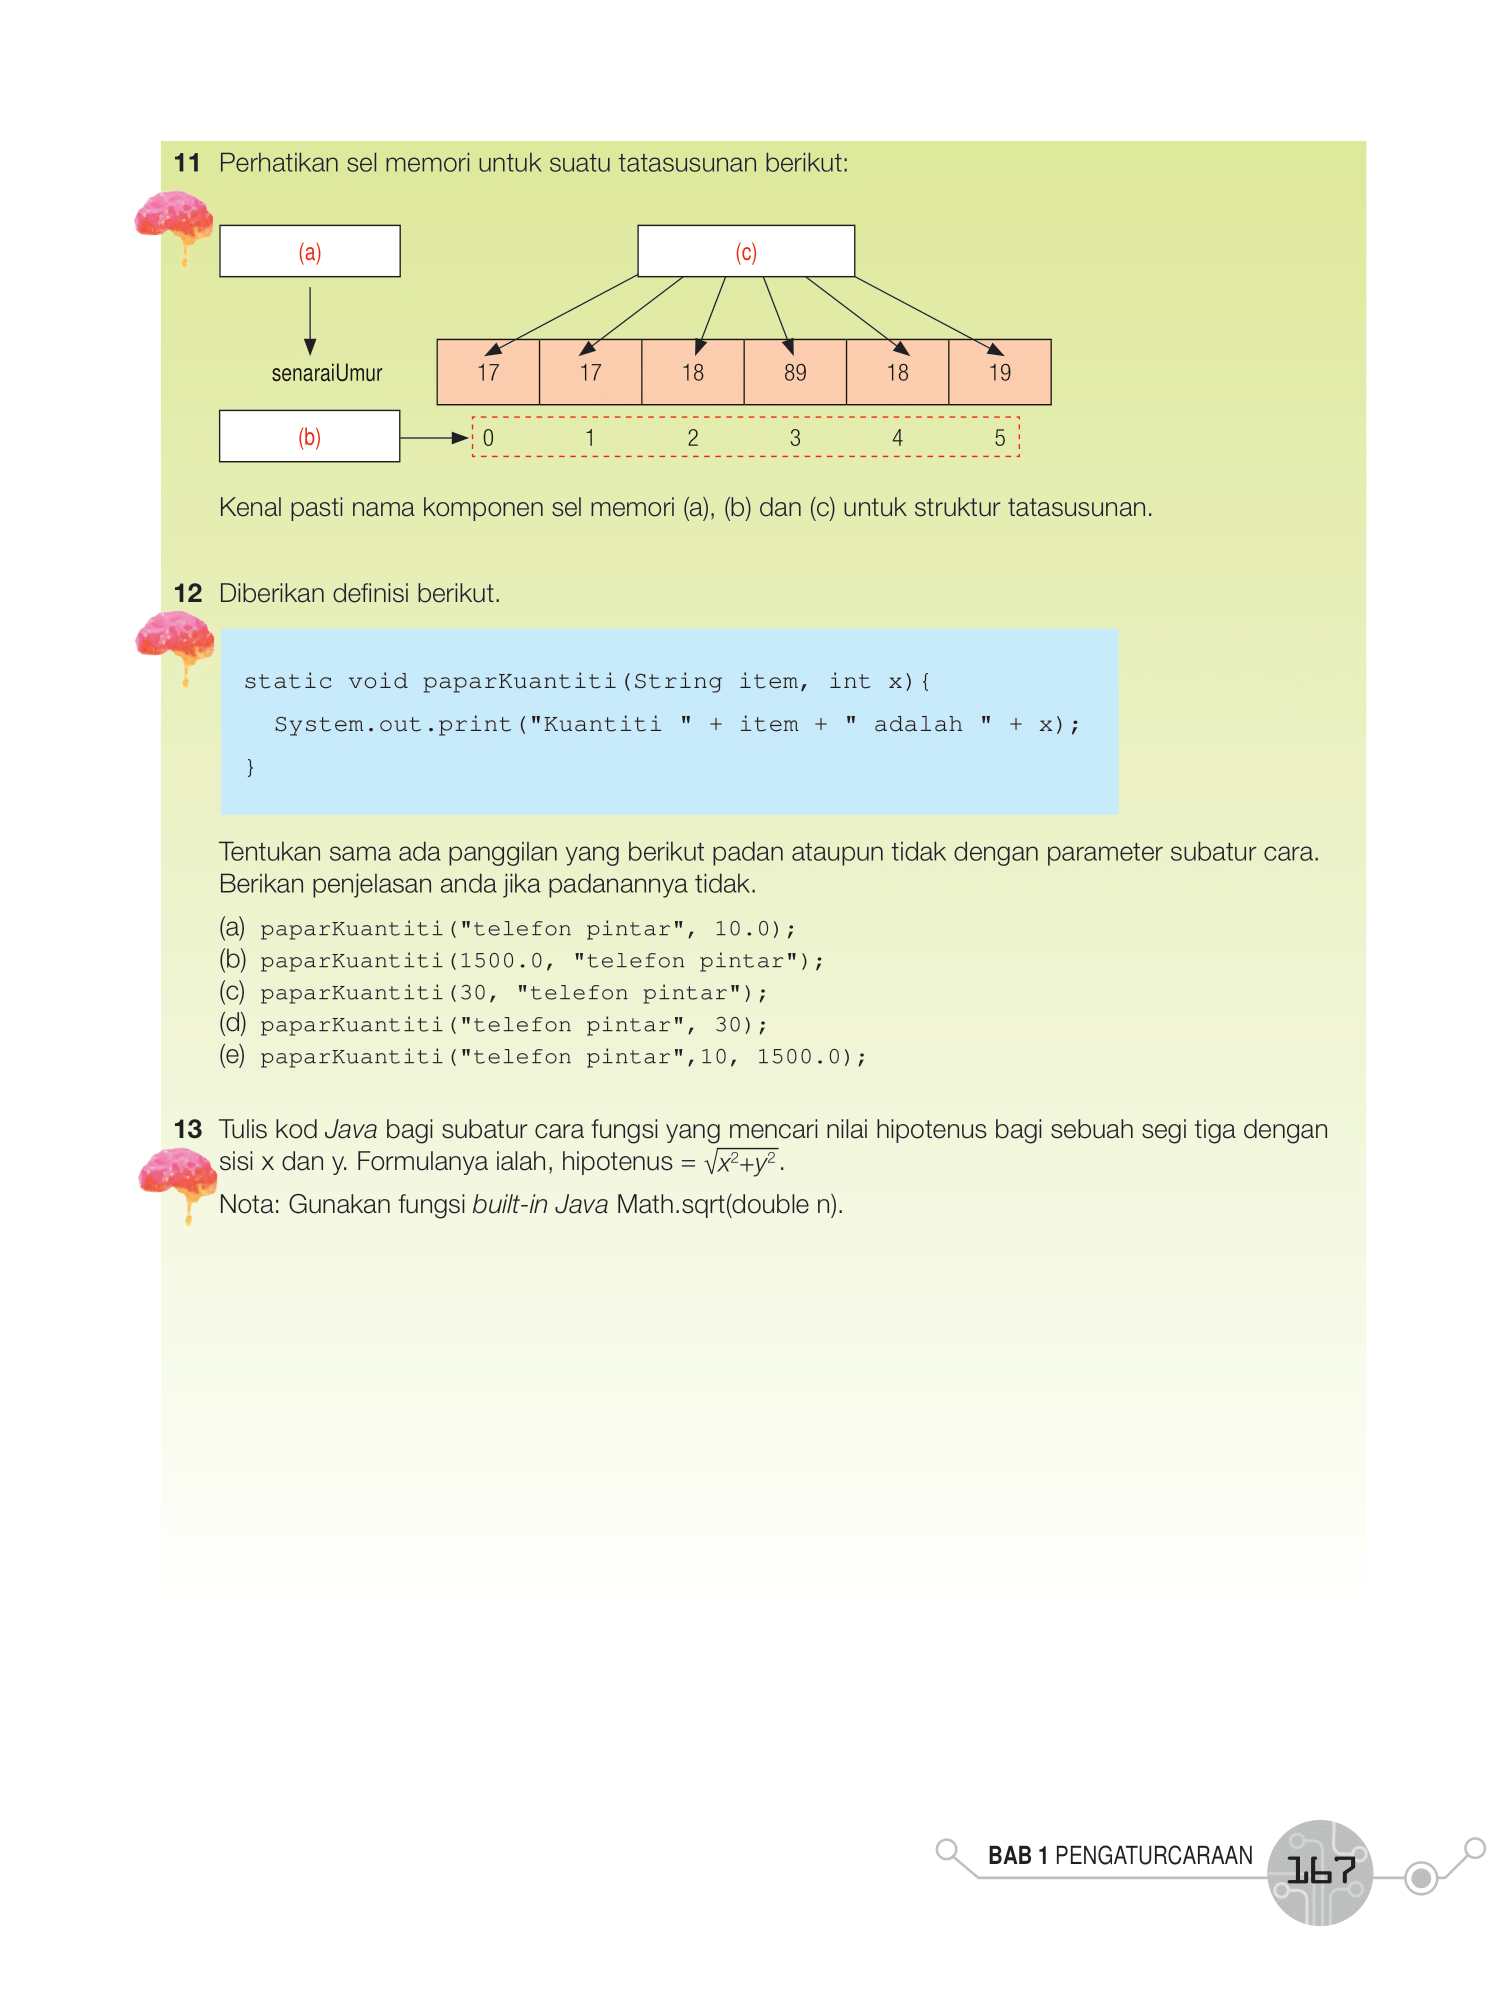 11 Perhatikan sel memori untuk suatu tatasusunan berikut:
(a)
(c)
senaraiUmur
17 17 18 89 18 19
(b)
0 1 2 3 4 5
Kenal pasti nama komponen sel memori (a), (b) dan (c) untuk struktur tatasusunan.
12 Diberikan definisi berikut.
static void paparKuantiti(String item, int x){
System.out.print("Kuantiti " + item + " adalah " + x);
}
Tentukan sama ada panggilan yang berikut padan ataupun tidak dengan parameter subatur cara.
Berikan penjelasan anda jika padanannya tidak.
(a) paparKuantiti("telefon pintar", 10.0);
(b) paparKuantiti(1500.0, "telefon pintar");
(c) paparKuantiti(30, "telefon pintar");
(d) paparKuantiti("telefon pintar", 30);
(e) paparKuantiti("telefon pintar",10, 1500.0);
13 Tulis kod Java bagi subatur cara fungsi yang mencari nilai hipotenus bagi sebuah segi tiga dengan
sisi x dan y. Formulanya ialah, hipotenus = √x²+y².
Nota: Gunakan fungsi built-in Java Math.sqrt(double n).
BAB 1 PENGATURCARAAN 167